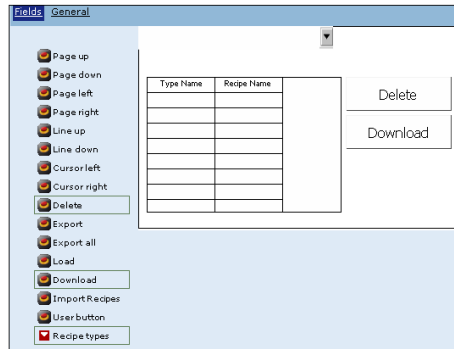 Fields General
Page up
Page down
Page left
Page right
Line up
Line down
Cursor left
Cursor right
Delete
Export
Export all
Load
Download
Import Recipes
User button
Recipe types
Type Name Recipe Name
Delete
Download